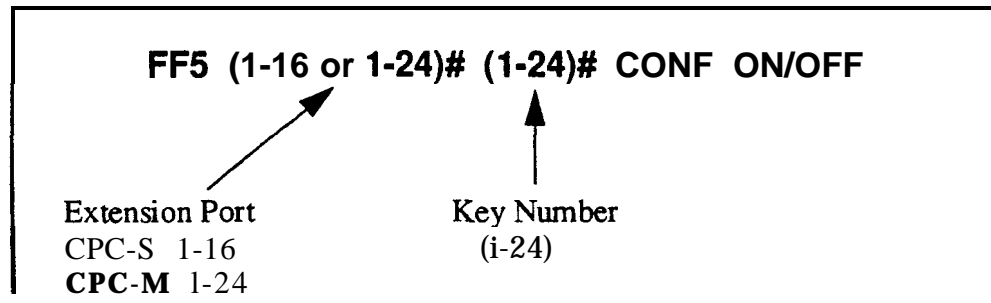 FF5 (1-16 or 1-24)# (1-24)# CONF ON/OFF
Extension Port
CPC-S 1-16
CPC-M 1-24
Key Number
(i-24)